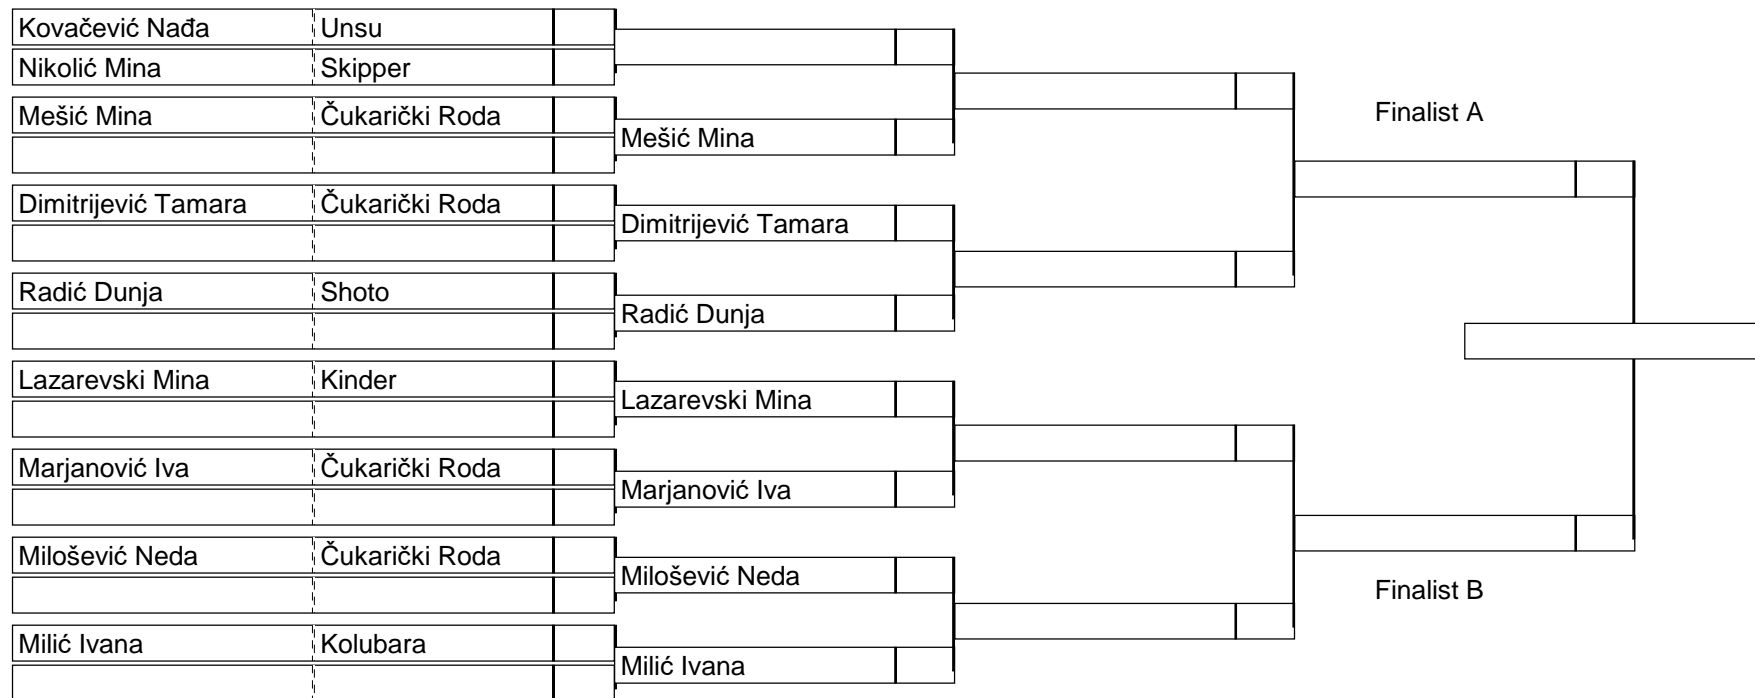 Kovačević Nađa Unsu
Nikolić Mina Skipper
Mešić Mina Čukarički Roda
Mešić Mina
Dimitrijević Tamara Čukarički Roda
Dimitrijević Tamara
Radić Dunja Shoto
Radić Dunja
Lazarevski Mina Kinder
Lazarevski Mina
Marjanović Iva Čukarički Roda
Marjanović Iva
Milošević Neda Čukarički Roda
Milošević Neda
Milić Ivana Kolubara
Milić Ivana
Finalist A
Finalist B